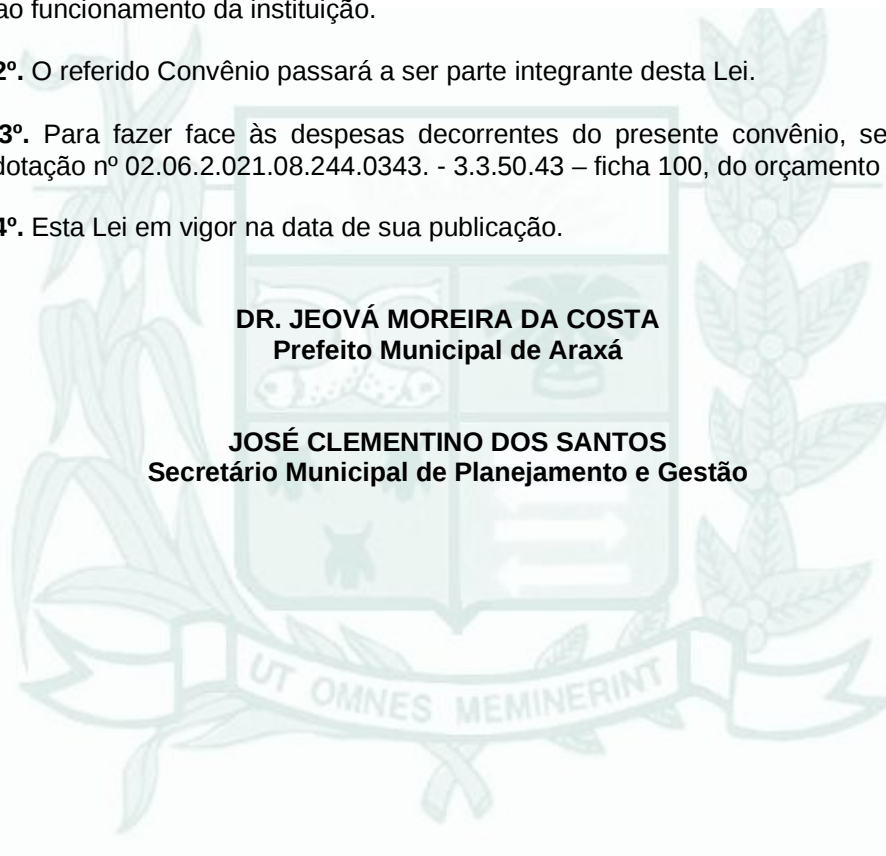 ao funcionamento da instituição.
2º. O referido Convênio passará a ser parte integrante desta Lei.
3º. Para fazer face às despesas decorrentes do presente convênio, se
dotação nº 02.06.2.021.08.244.0343. - 3.3.50.43 – ficha 100, do orçamento
4º. Esta Lei em vigor na data de sua publicação.
DR. JEOVÁ MOREIRA DA COSTA
Prefeito Municipal de Araxá
JOSÉ CLEMENTINO DOS SANTOS
Secretário Municipal de Planejamento e Gestão
UT OMNES MEMINERINT